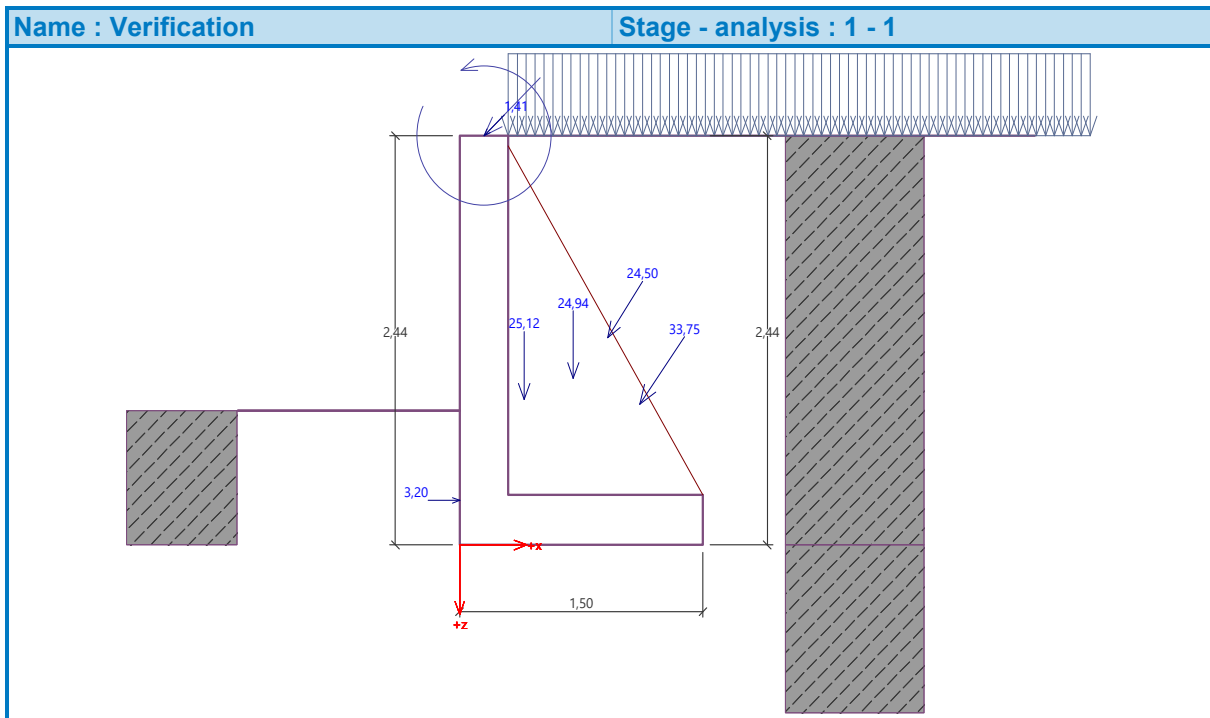 Name : Verification
Stage - analysis : 1 - 1
1,41
24,50
24,94
25,12
33,75
2,44
2,44
3,20
+x
1,50
+z